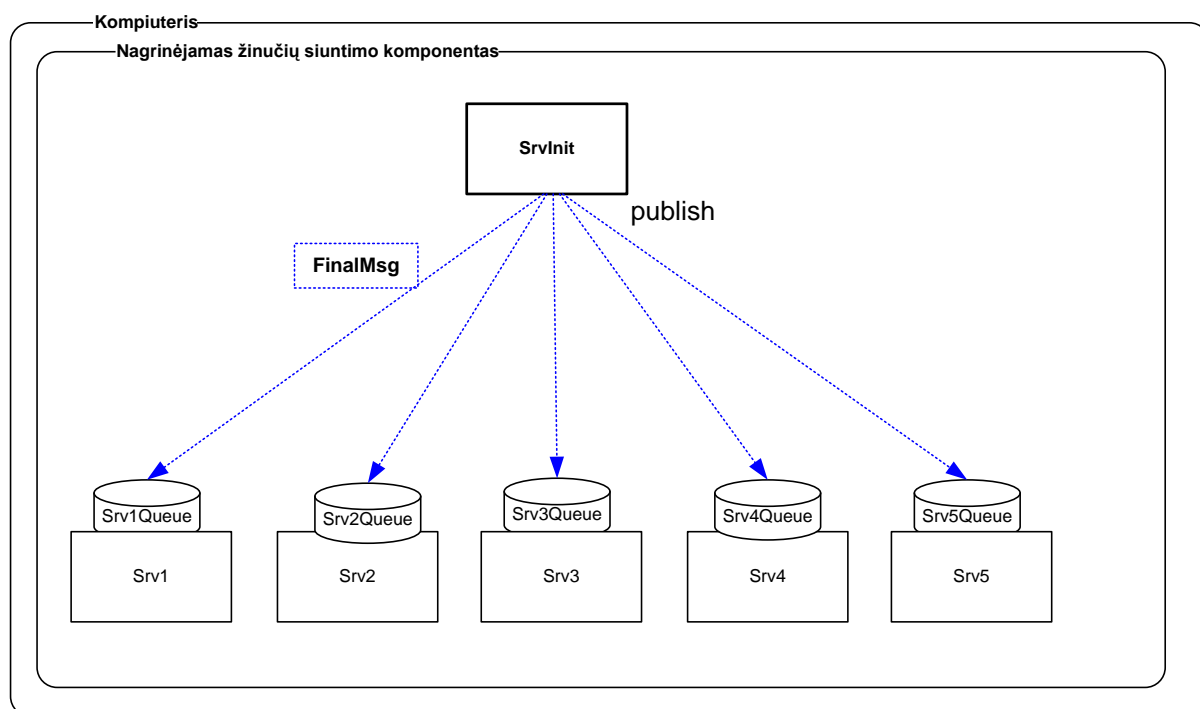 Kompiuteris
Nagrinėjamas žinučių siuntimo komponentas
SrvInit
publish
FinalMsg
Srv1Queue
Srv2Queue
Srv3Queue
Srv4Queue
Srv5Queue
Srv1
Srv2
Srv3
Srv4
Srv5